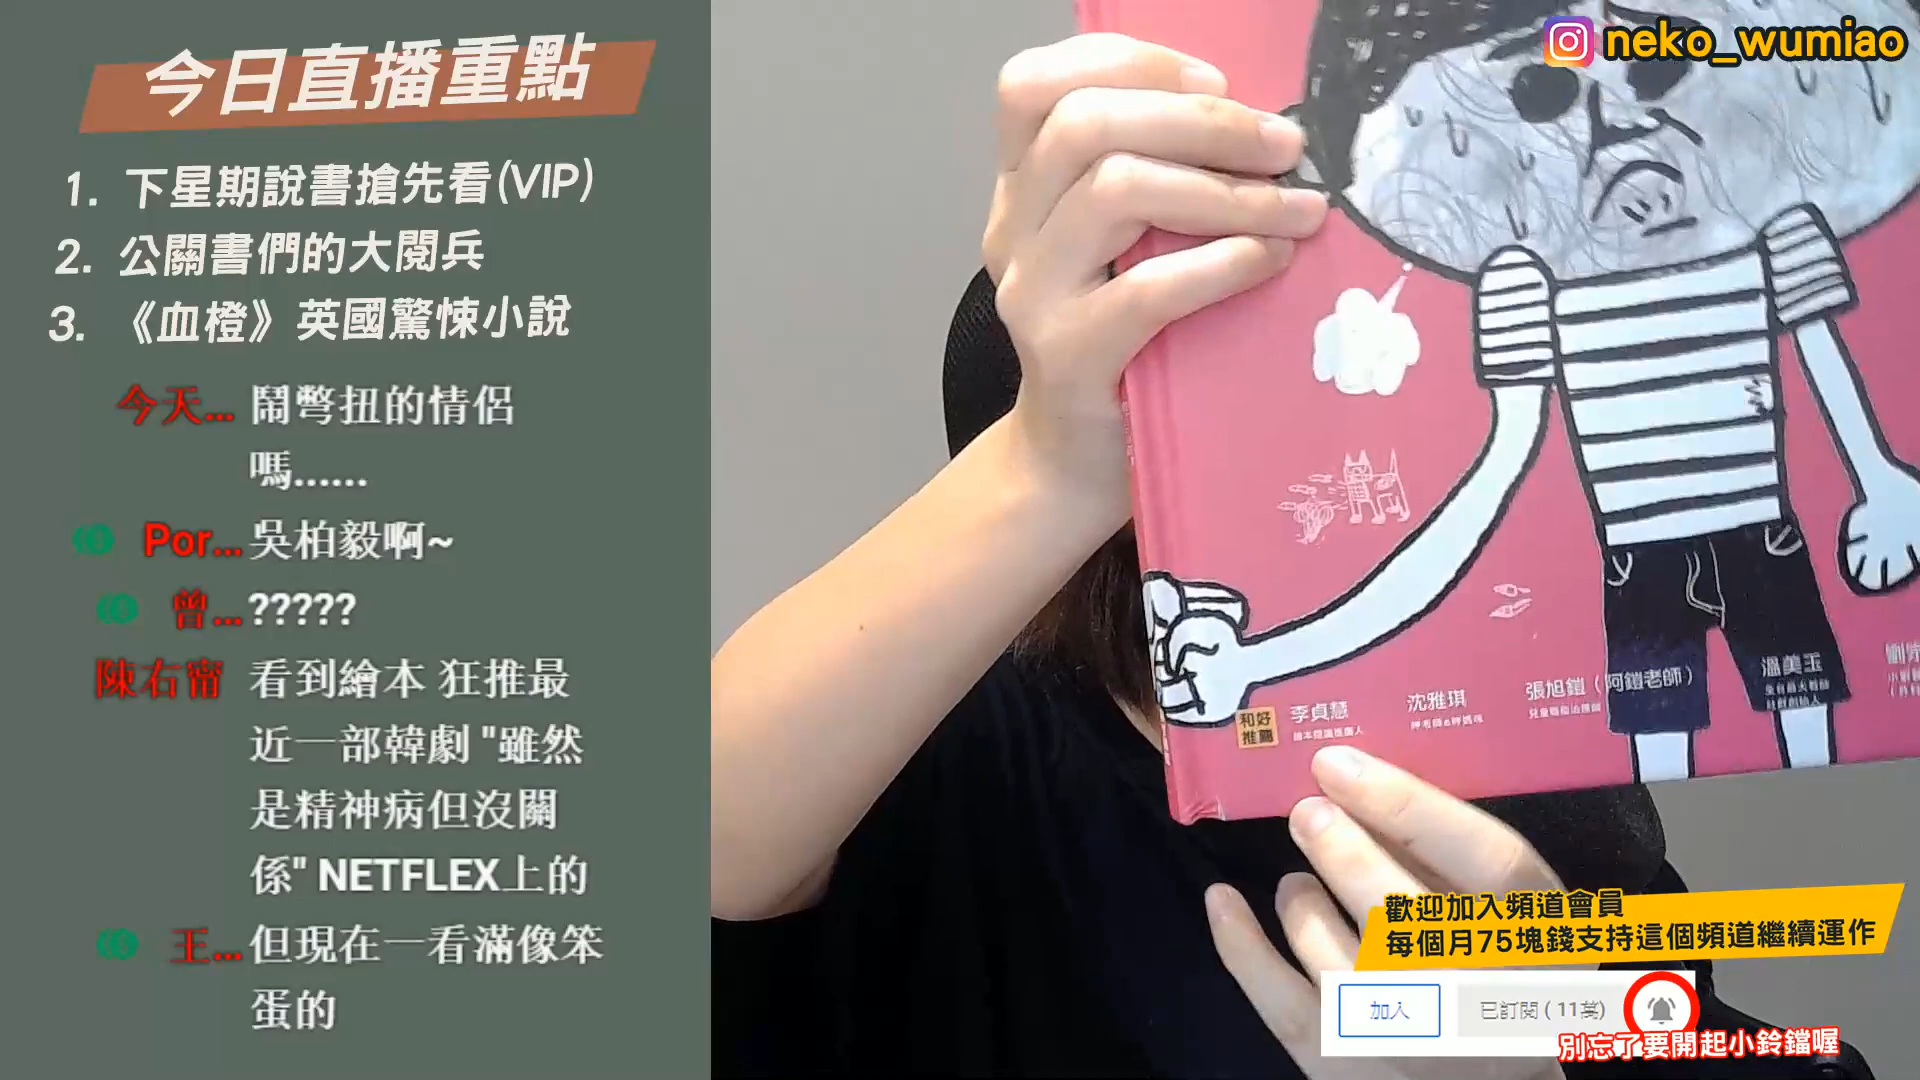 今日直播重點
1. 下星期說書搶先看(VIP)
2. 公關書們的大閱兵
3. 《血橙》英國驚悚小說
今天... 鬧彆扭的情侶
嗎......
Por... 吳柏毅啊~
曾... ?????
陳右甯 看到繪本 狂推最
近一部韓劇 "雖然
是精神病但沒關
係" NETFLEX上的
王... 但現在一看滿像笨
蛋的
neko_wumiao
和好
推薦
李貞慧
沈雅琪
張旭鎧（阿鎧老師）
兒童職能治療師
溫美玉
歡迎加入頻道會員
每個月75塊錢支持這個頻道繼續運作
加入
已訂閱 ( 11萬)
別忘了要開起小鈴鐺喔